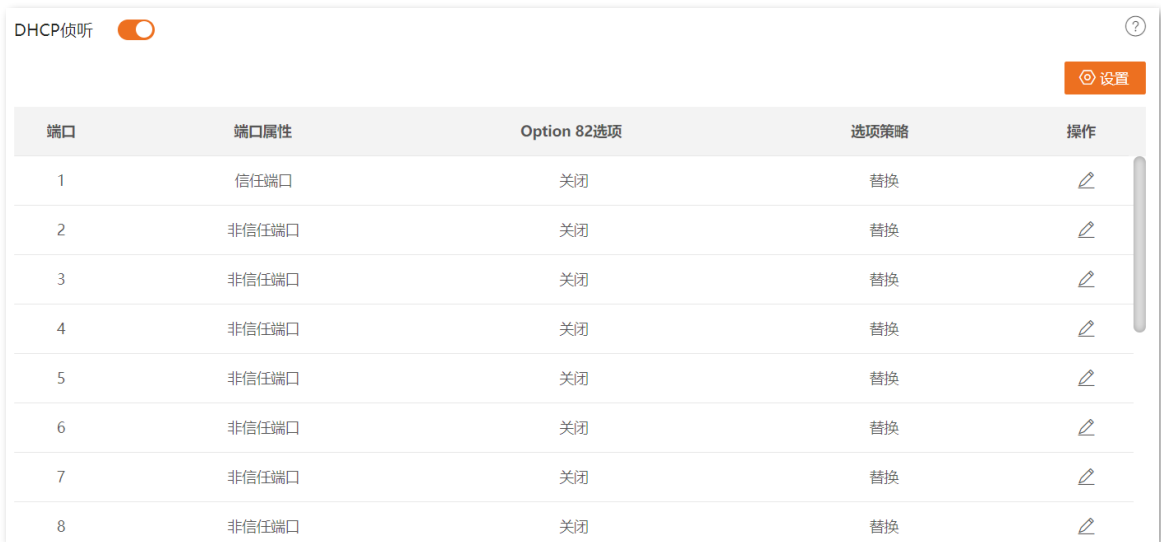 DHCP侦听
?
设置
端口 端口属性 Option 82选项 选项策略 操作
1 信任端口 关闭 替换
2 非信任端口 关闭 替换
3 非信任端口 关闭 替换
4 非信任端口 关闭 替换
5 非信任端口 关闭 替换
6 非信任端口 关闭 替换
7 非信任端口 关闭 替换
8 非信任端口 关闭 替换